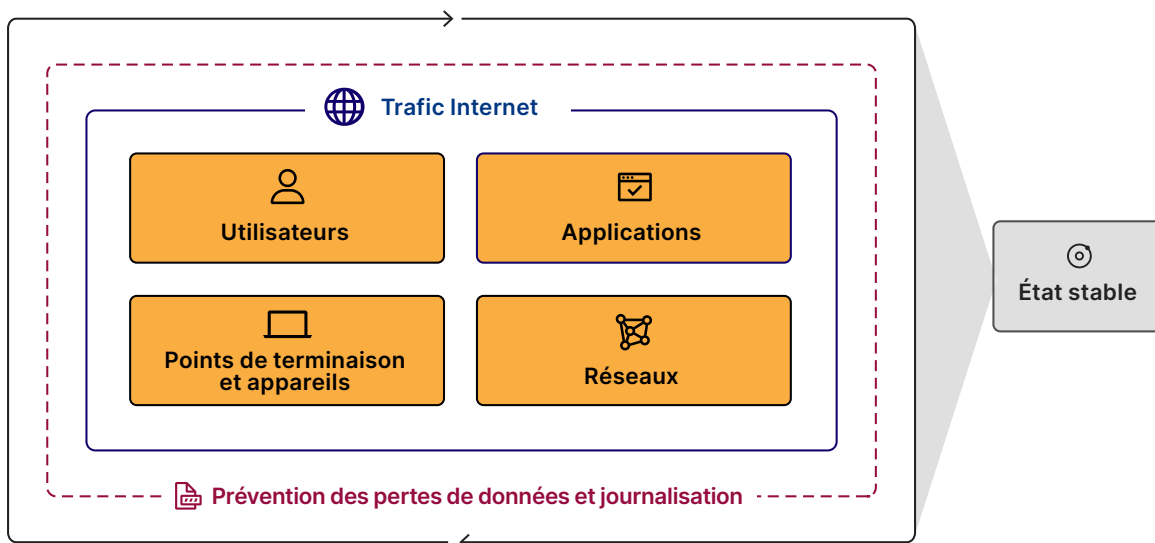 Trafic Internet
Utilisateurs
Applications
Points de terminaison
et appareils
Réseaux
État stable
Prévention des pertes de données et journalisation